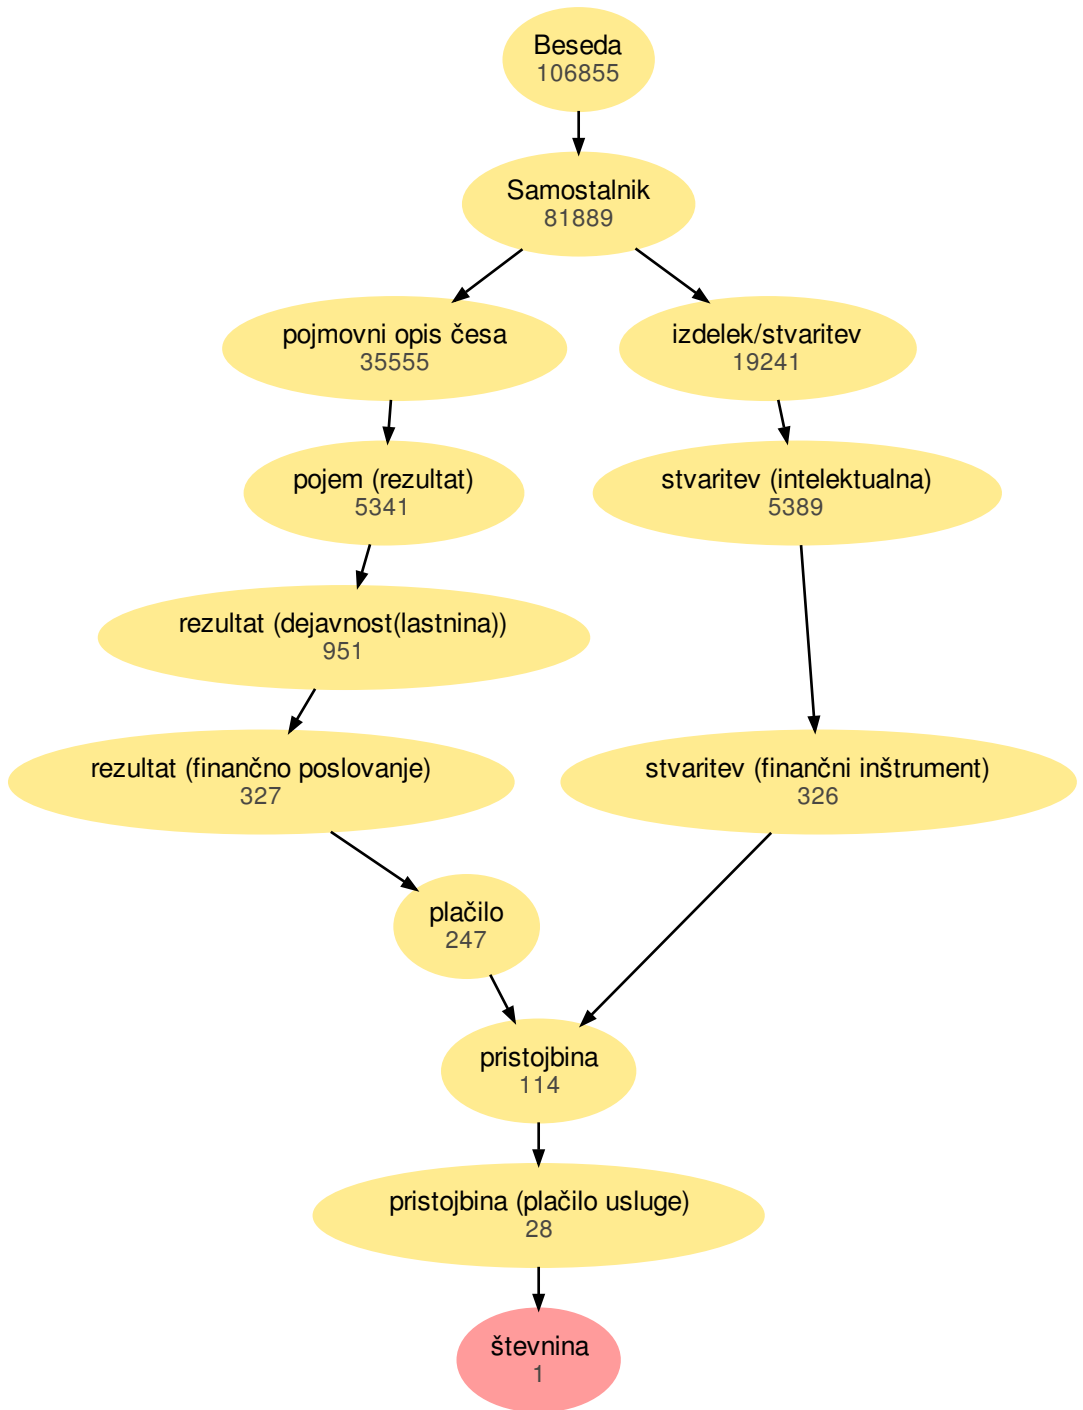 Beseda
106855
Samostalnik
81889
pojmovni opis česa
35555
izdelek/stvaritev
19241
pojem (rezultat)
5341
stvaritev (intelektualna)
5389
rezultat (dejavnost(lastnina))
951
rezultat (finančno poslovanje)
327
stvaritev (finančni inštrument)
326
plačilo
247
pristojbina
114
pristojbina (plačilo usluge)
28
števnina
1